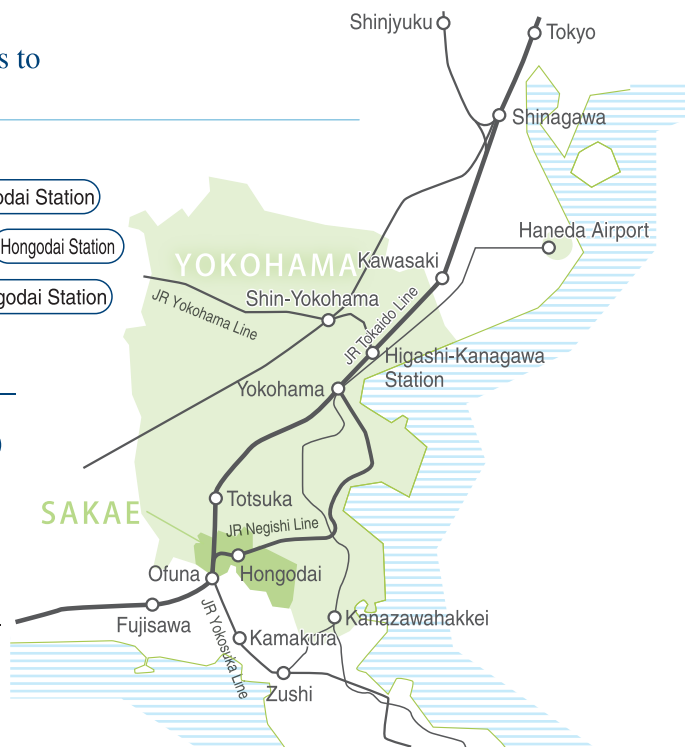 s to
Shinjyuku
Tokyo
Shinagawa
odai Station
Haneda Airport
Hongodai Station
YOKOHAMA
Kawasaki
godai Station
Shin-Yokohama
JR Yokohama Line
JR Tokaido Line
Higashi-Kanagawa
Station
Yokohama
Totsuka
SAKAE
JR Negishi Line
Ofuna
Hongodai
Fujisawa
JR Yokosuka Line
Kanazawahakkei
Kamakura
Zushi